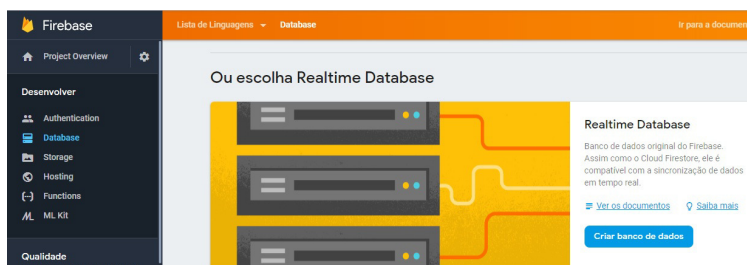 Firebase
Lista de Linguagens Database
Ir para a documen
Project Overview
Ou escolha Realtime Database
Desenvolver
Authentication
Database
Storage
Hosting
Functions
ML Kit
Qualidade
Realtime Database
Banco de dados original do Firebase.
Assim como o Cloud Firestore, ele é
compatível com a sincronização de dados
em tempo real.
Ver os documentos Saiba mais
Criar banco de dados